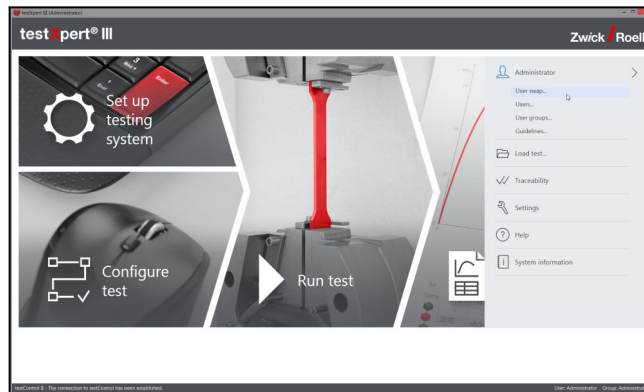 testXpert III (Administrator)
testXpert® III
Zwick Roell
Set up
testing
system
Configure
test
Run test
Enter
Administrator
User swap...
Users...
User groups...
Guidelines...
Load test...
Traceability
Settings
Help
System information
testControl II - The connection to testControl has been established.
User: Administrator Group: Administrator